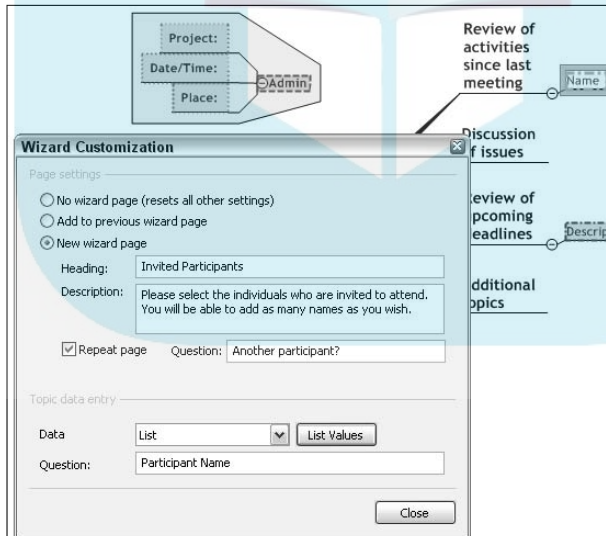 Project:
Date/Time:
Place:
Admin
Review of
activities
since last
meeting
Name
Discussion
f issues
eview of
pcoming
eadlines
Descrip
dditional
opics
Wizard Customization
Page settings
No wizard page (resets all other settings)
Add to previous wizard page
New wizard page
Heading: Invited Participants
Description: Please select the individuals who are invited to attend.
You will be able to add as many names as you wish.
Repeat page Question: Another participant?
Topic data entry
Data List List Values
Question: Participant Name
Close